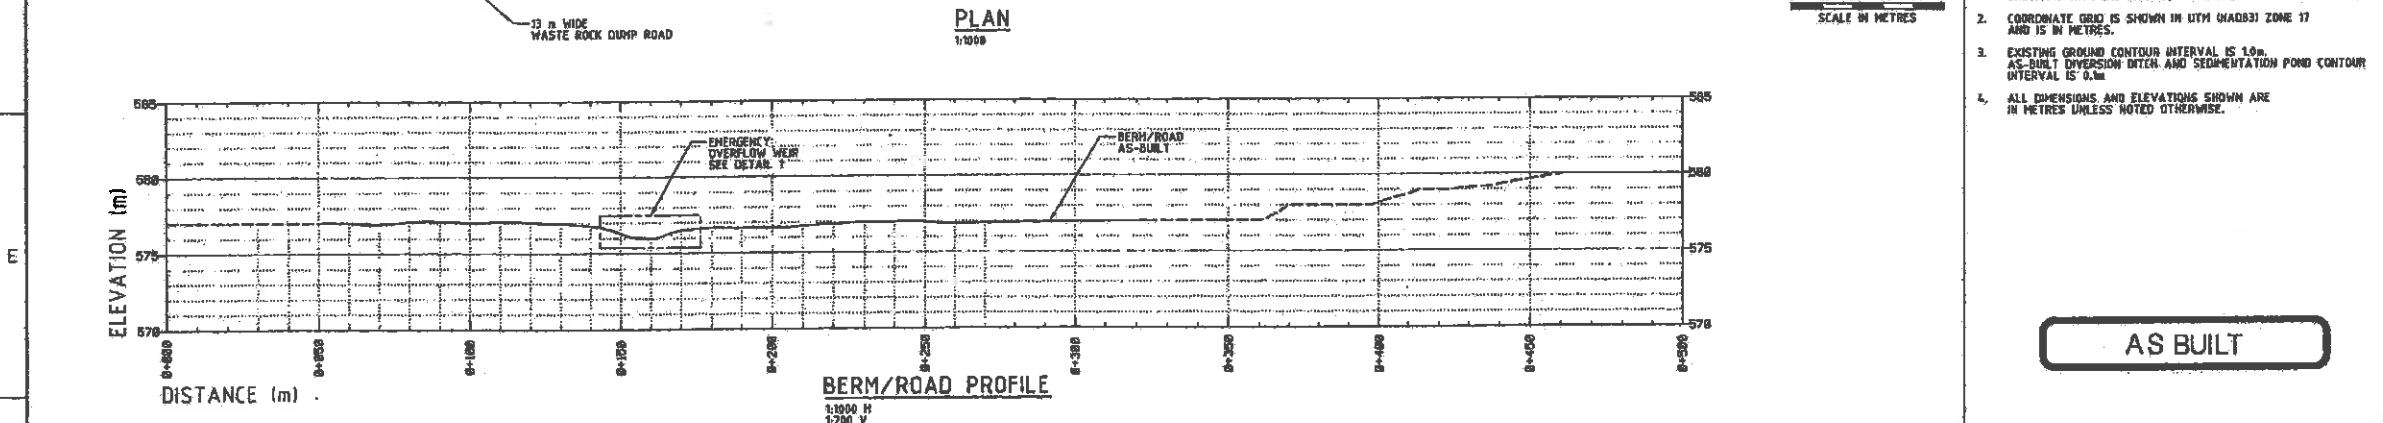 13 m WIDE
WASTE ROCK DUMP ROAD
PLAN
1:1000
SCALE IN METRES
2. COORDINATE GRID IS SHOWN IN UTM (NAD83) ZONE 17
AND IS IN METRES.
3. EXISTING GROUND CONTOUR INTERVAL IS 1.0m.
AS-BUILT DIVERSION DITCH AND SEDIMENTATION POND CONTOUR
INTERVAL IS 0.1m
4. ALL DIMENSIONS AND ELEVATIONS SHOWN ARE
IN METRES UNLESS NOTED OTHERWISE.
E
ELEVATION (m)
585
580
575
570
EMERGENCY
OVERFLOW WEIR
SEE DETAIL 1
BERM/ROAD
AS-BUILT
585
580
575
570
0+000
0+050
0+100
0+150
0+200
0+250
0+300
0+350
0+400
0+450
0+500
DISTANCE (m)
BERM/ROAD PROFILE
1:1000 H
1:200 V
AS BUILT